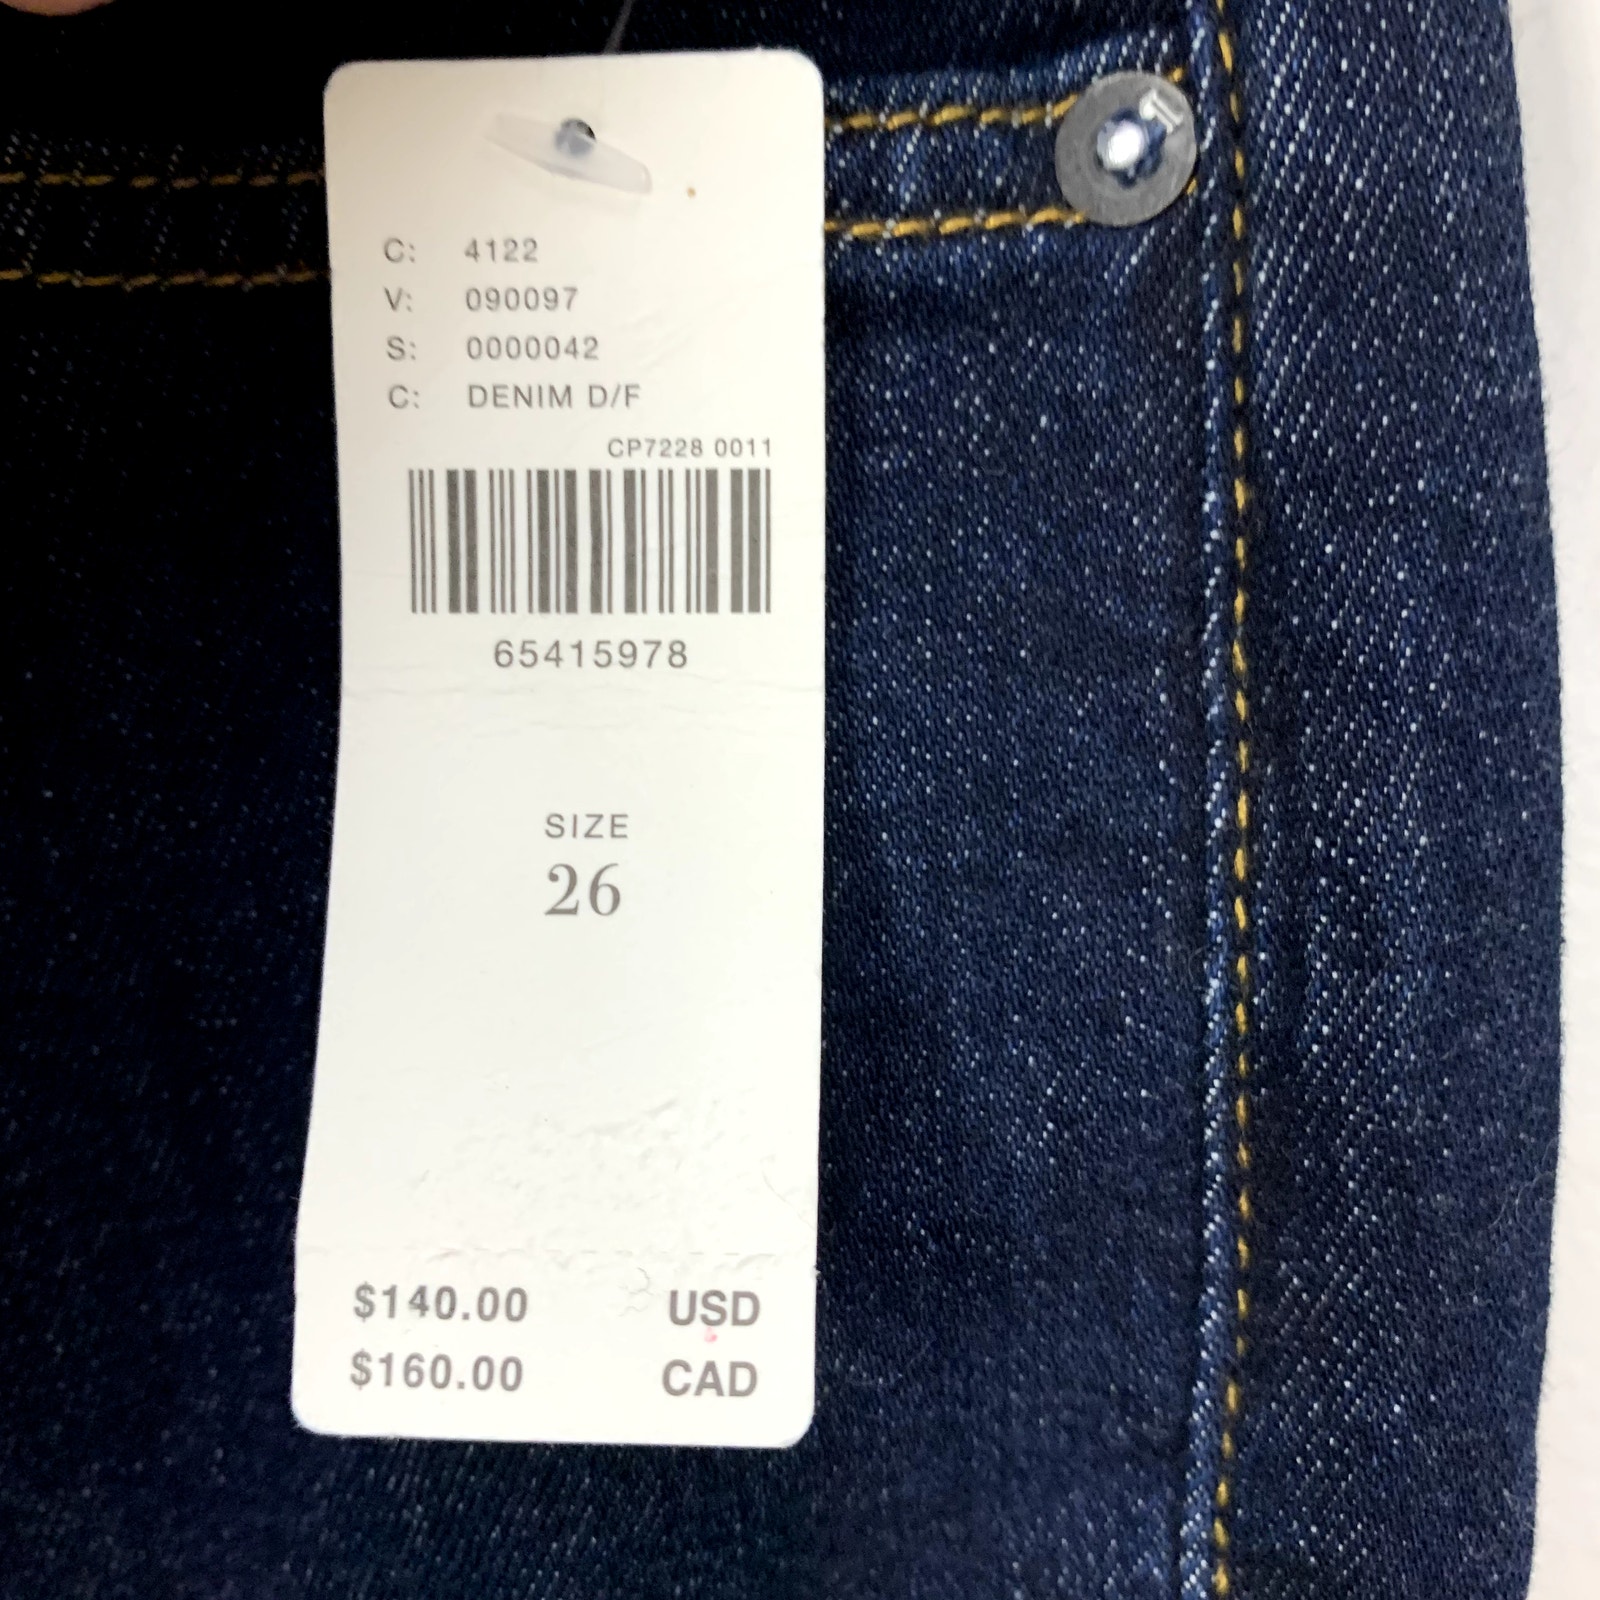 C: 4122
V: 090097
S: 0000042
C: DENIM D/F
CP7228 0011
65415978
SIZE
26
$140.00 USD
$160.00 CAD